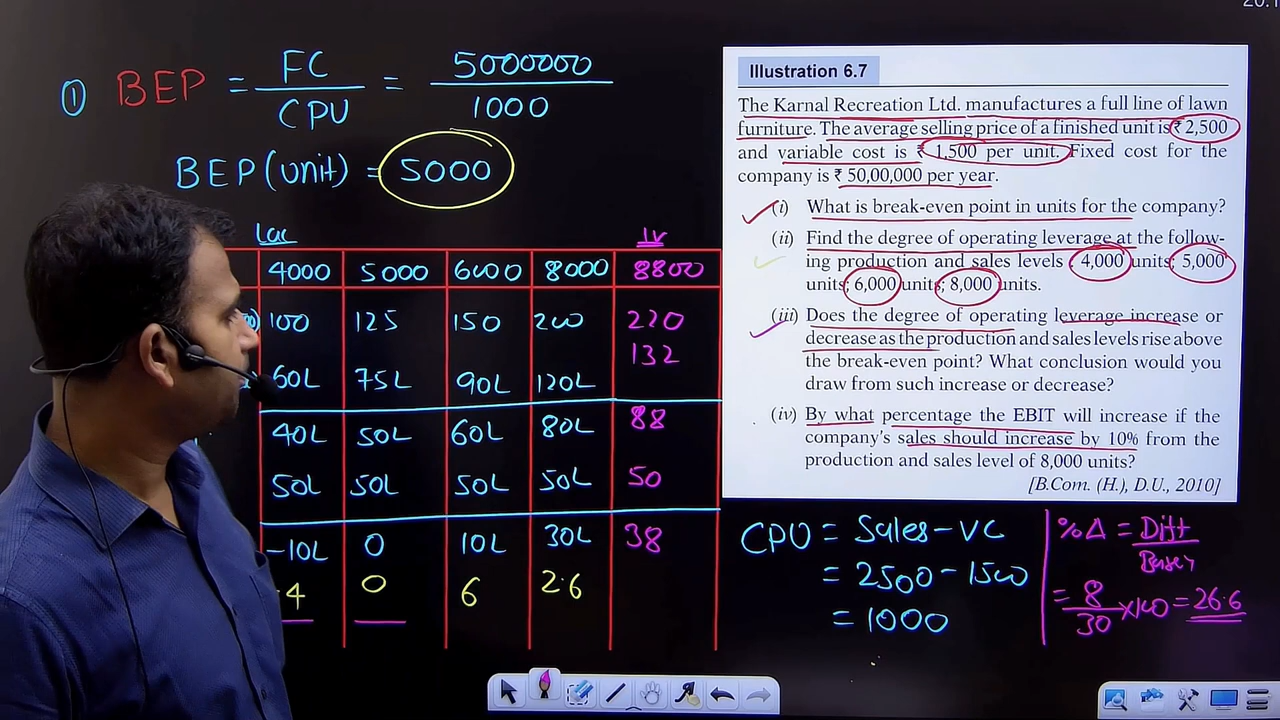 ① BEP = FC / CPU = 5000000 / 1000
BEP (Unit) = 5000
Lac
iv
4000 5000 6000 8000 8800
100 125 150 200 220
132
60L 75L 90L 120L
40L 50L 60L 80L 88
50L 50L 50L 50L 50
-10L 0 10L 30L 38
4 0 6 2.6
Illustration 6.7
The Karnal Recreation Ltd. manufactures a full line of lawn
furniture. The average selling price of a finished unit is ₹ 2,500
and variable cost is ₹ 1,500 per unit. Fixed cost for the
company is ₹ 50,00,000 per year.
(i) What is break-even point in units for the company?
(ii) Find the degree of operating leverage at the follow-
ing production and sales levels 4,000 units; 5,000
units; 6,000 units; 8,000 units.
(iii) Does the degree of operating leverage increase or
decrease as the production and sales levels rise above
the break-even point? What conclusion would you
draw from such increase or decrease?
(iv) By what percentage the EBIT will increase if the
company's sales should increase by 10% from the
production and sales level of 8,000 units?
[B.Com. (H.), D.U., 2010]
CPU = Sales - VC
= 2500 - 1500
= 1000
%Δ = Diff / Base
= 8 / 30 × 100 = 26.6